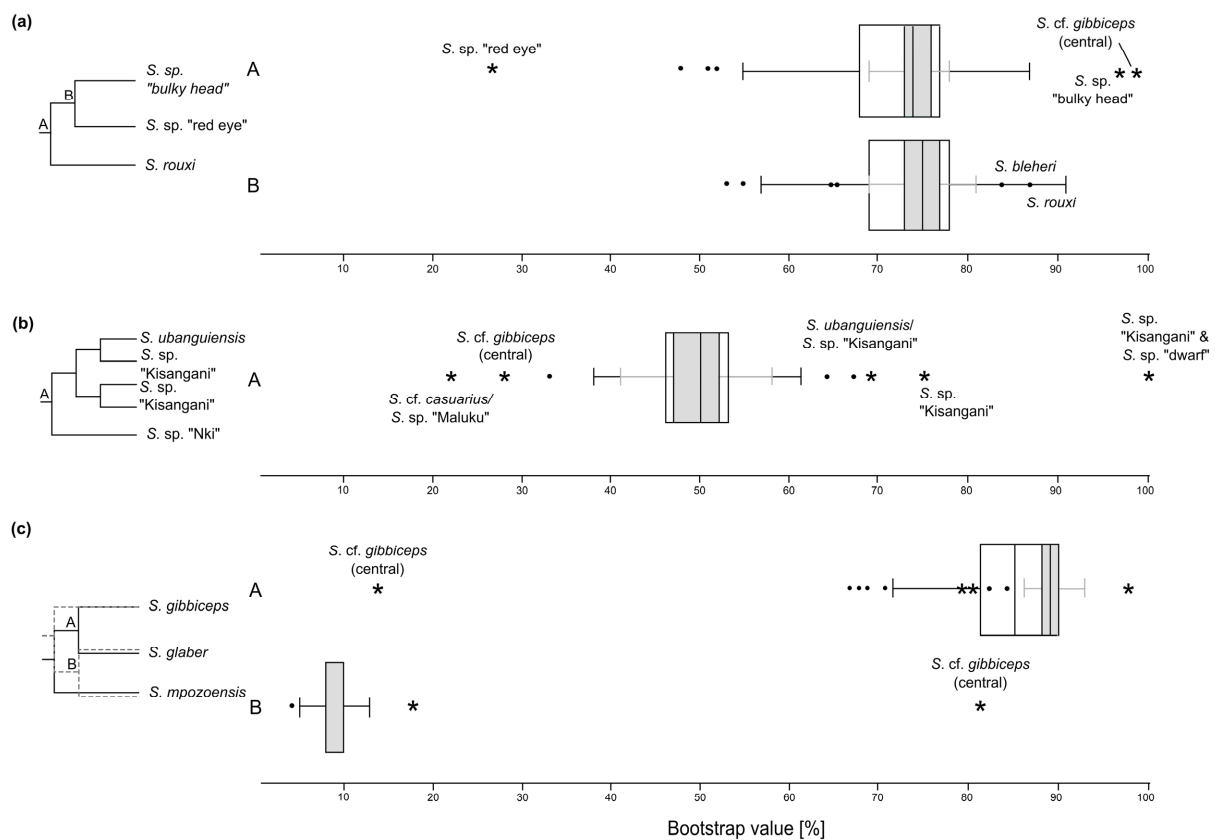 (a)
S. sp.
"bulky head"
B
A
S. sp. "red eye"
S. rouxi
A
S. sp. "red eye"
S. cf. gibbiceps
(central)
S. sp.
"bulky head"
B
S. bleheri
S. rouxi
10 20 30 40 50 60 70 80 90 100
(b)
S. ubanguiensis
S. sp.
"Kisangani"
S. sp.
"Kisangani"
A
S. sp. "Nki"
A
S. cf. gibbiceps
(central)
S. cf. casuarius/
S. sp. "Maluku"
S. ubanguiensis/
S. sp. "Kisangani"
S. sp.
"Kisangani"
S. sp.
"Kisangani" &
S. sp. "dwarf"
10 20 30 40 50 60 70 80 90 100
(c)
S. gibbiceps
A
S. glaber
B
S. mpozoensis
A
S. cf. gibbiceps
(central)
B
S. cf. gibbiceps
(central)
10 20 30 40 50 60 70 80 90 100
Bootstrap value [%]